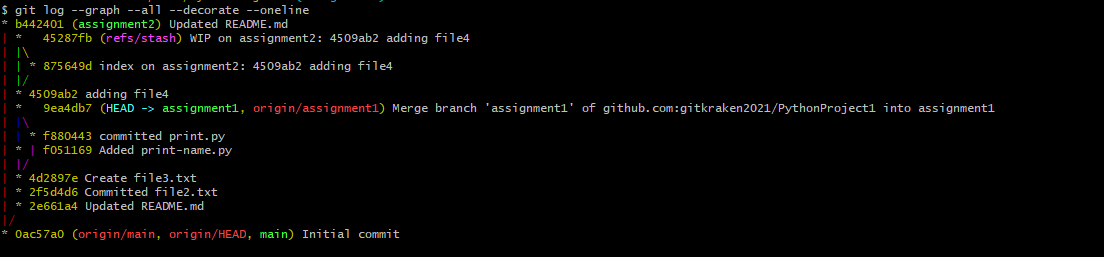 $ git log --graph --all --decorate --oneline
* b442401 (assignment2) Updated README.md
| *   45287fb (refs/stash) WIP on assignment2: 4509ab2 adding file4
| |\
| | * 875649d index on assignment2: 4509ab2 adding file4
| |/
| * 4509ab2 adding file4
| *   9ea4db7 (HEAD -> assignment1, origin/assignment1) Merge branch 'assignment1' of github.com:gitkraken2021/PythonProject1 into assignment1
| |\
| | * f880443 committed print.py
| * | f051169 Added print-name.py
| |/
| * 4d2897e Create file3.txt
| * 2f5d4d6 Committed file2.txt
| * 2e661a4 Updated README.md
|/
* 0ac57a0 (origin/main, origin/HEAD, main) Initial commit